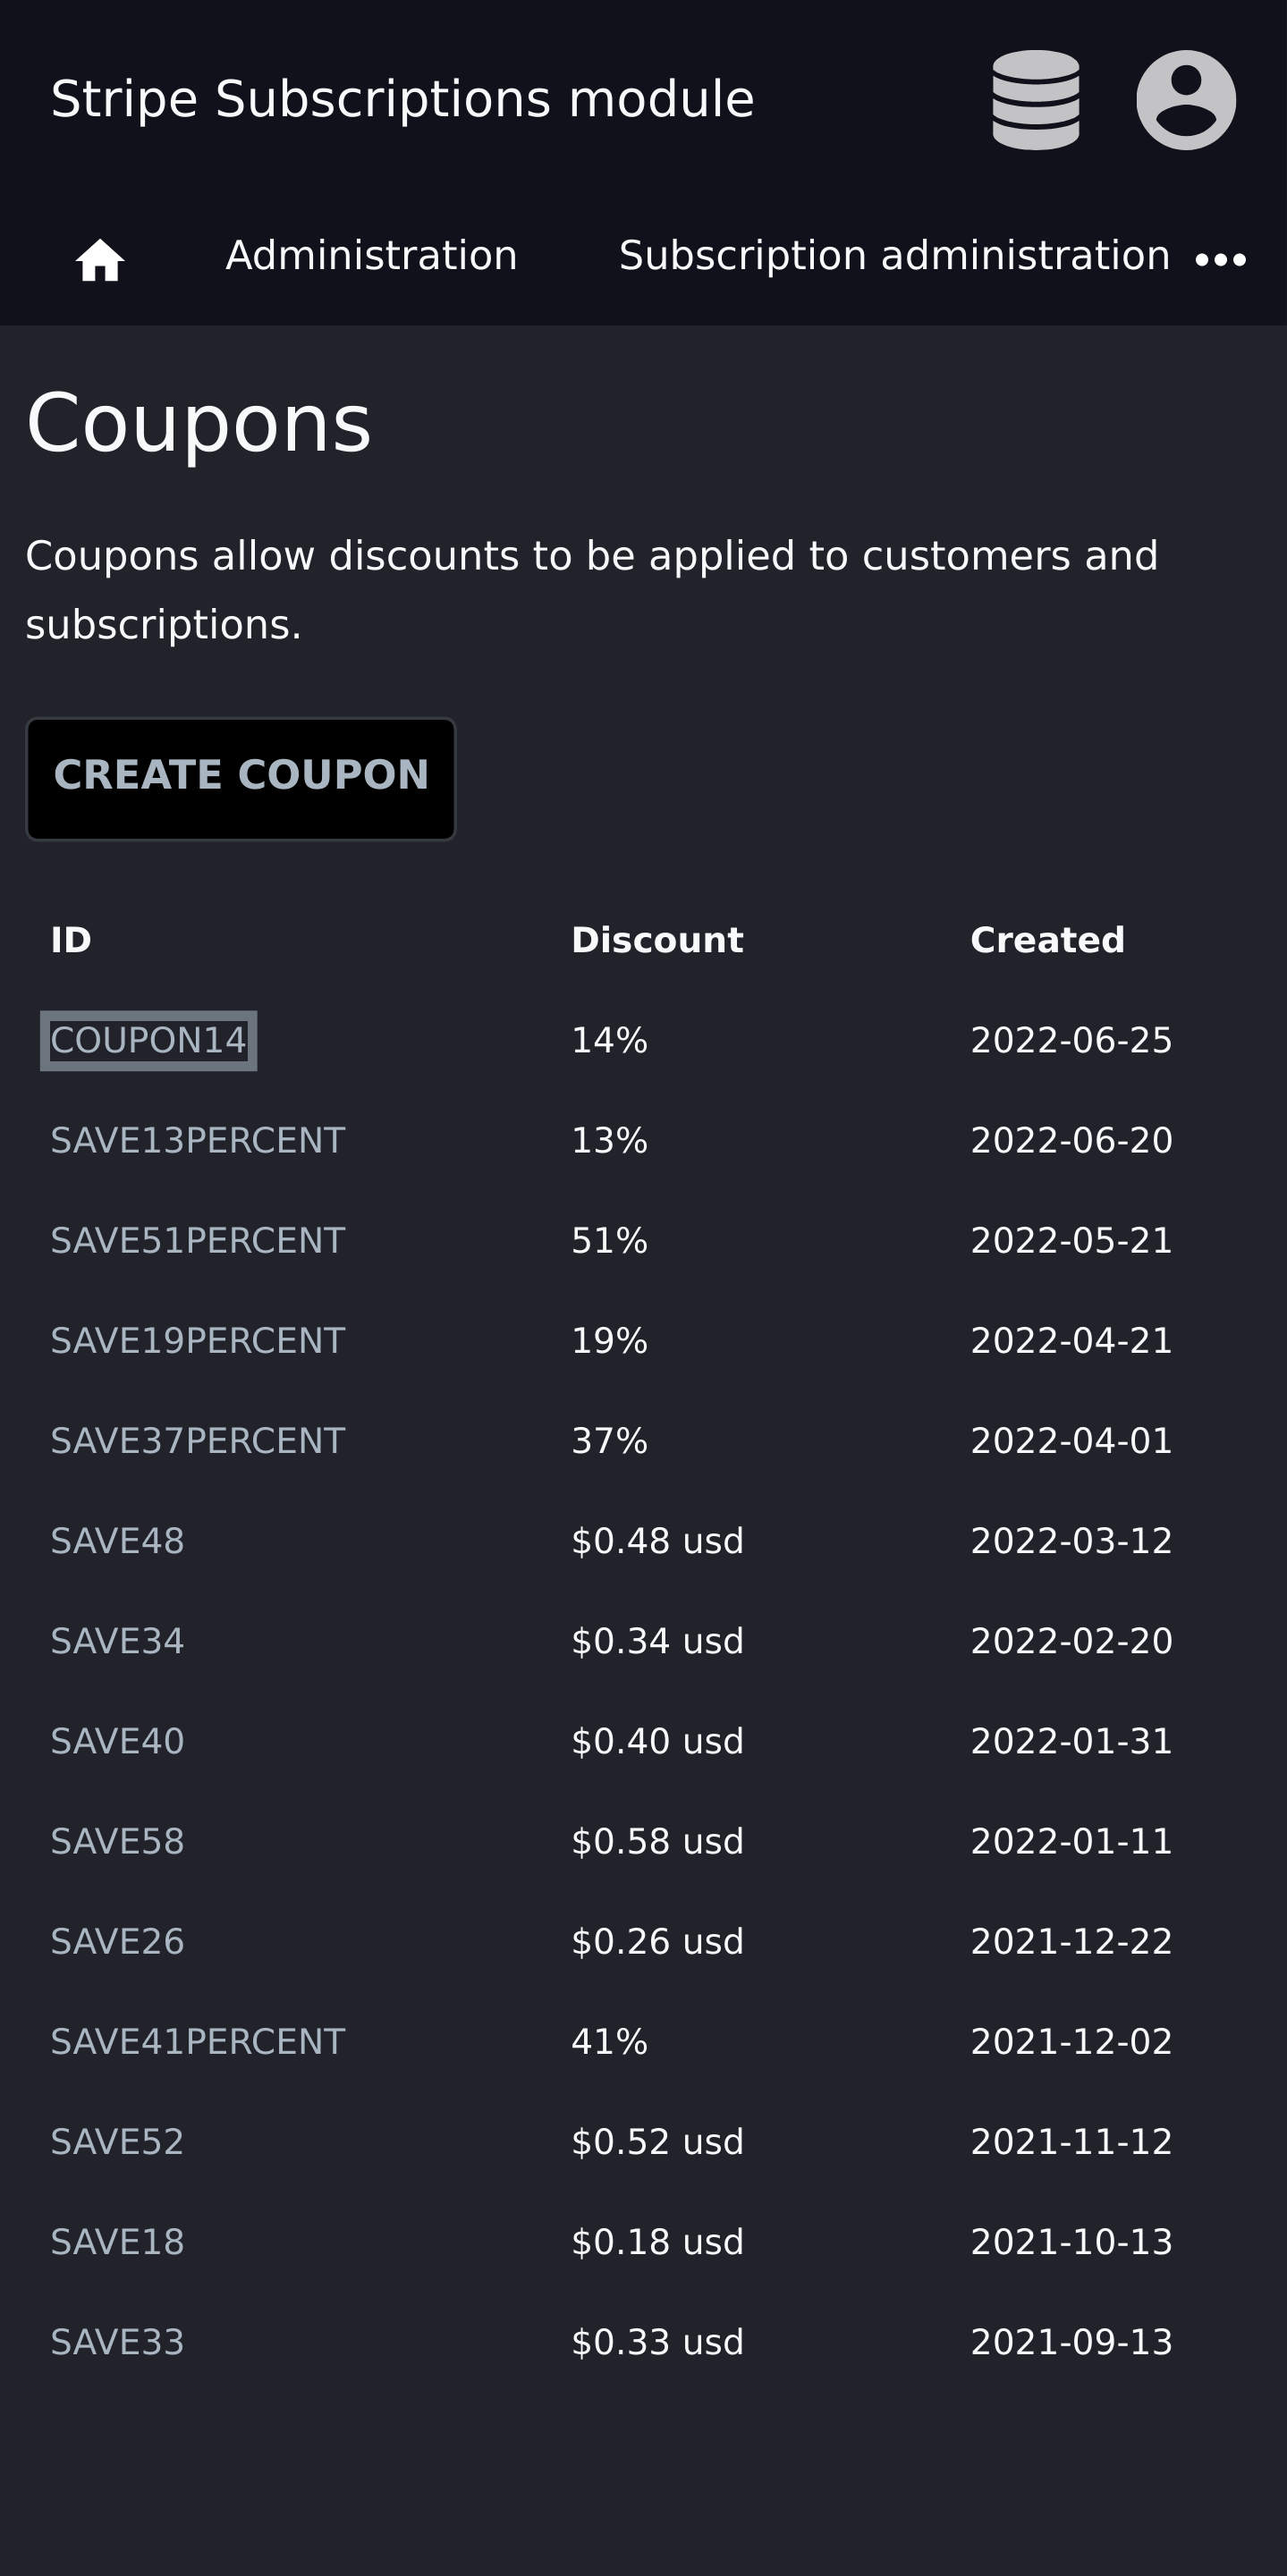 Stripe Subscriptions module
Administration Subscription administration
Coupons
Coupons allow discounts to be applied to customers and
subscriptions.
CREATE COUPON
ID Discount Created
COUPON14 14% 2022-06-25
SAVE13PERCENT 13% 2022-06-20
SAVE51PERCENT 51% 2022-05-21
SAVE19PERCENT 19% 2022-04-21
SAVE37PERCENT 37% 2022-04-01
SAVE48 $0.48 usd 2022-03-12
SAVE34 $0.34 usd 2022-02-20
SAVE40 $0.40 usd 2022-01-31
SAVE58 $0.58 usd 2022-01-11
SAVE26 $0.26 usd 2021-12-22
SAVE41PERCENT 41% 2021-12-02
SAVE52 $0.52 usd 2021-11-12
SAVE18 $0.18 usd 2021-10-13
SAVE33 $0.33 usd 2021-09-13